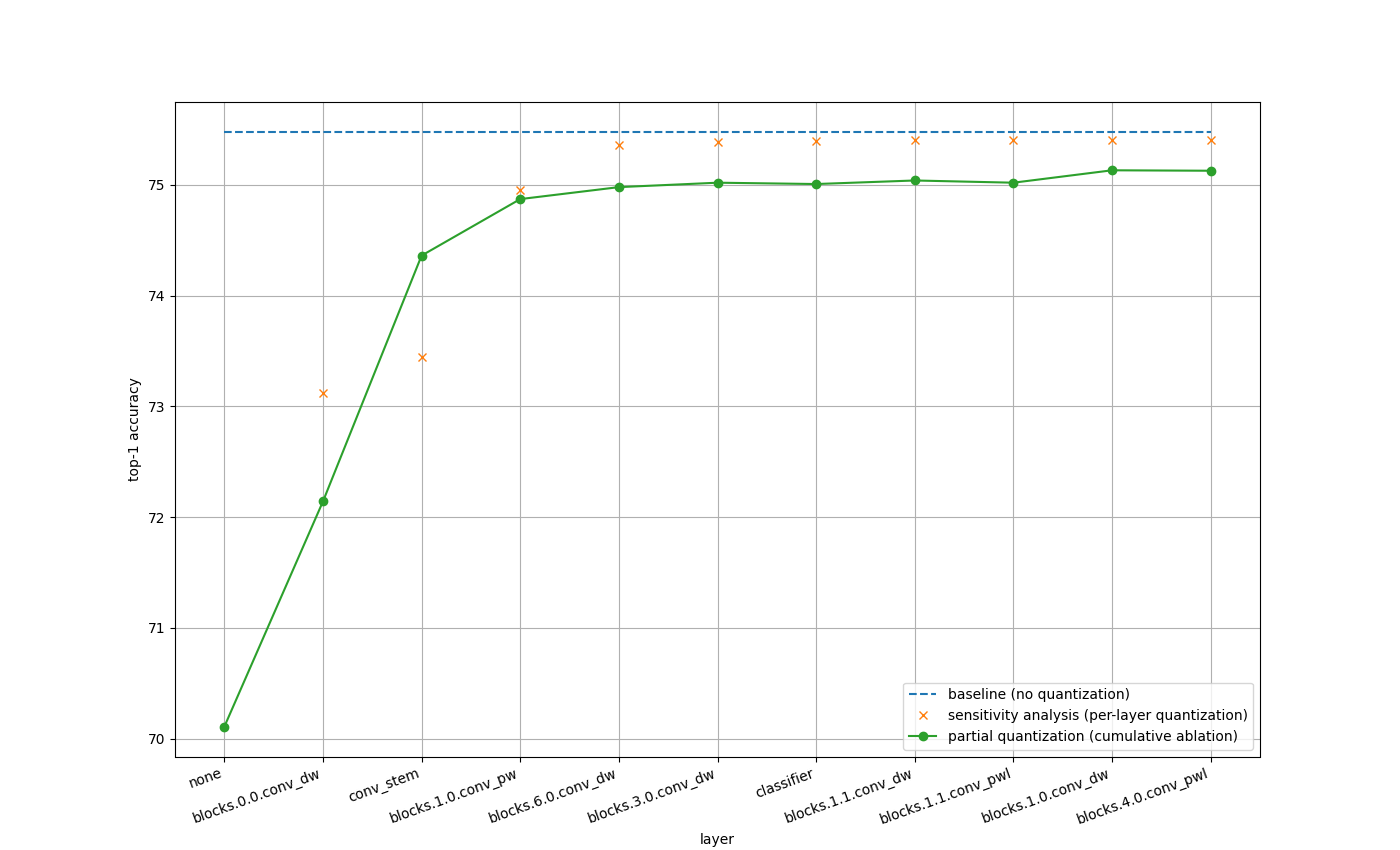 75
74
73
72
71
70
top-1 accuracy
baseline (no quantization)
sensitivity analysis (per-layer quantization)
partial quantization (cumulative ablation)
none
blocks.0.0.conv_dw
conv_stem
blocks.1.0.conv_pw
blocks.6.0.conv_dw
blocks.3.0.conv_dw
classifier
blocks.1.1.conv_dw
blocks.1.1.conv_pwl
blocks.1.0.conv_dw
blocks.4.0.conv_pwl
layer